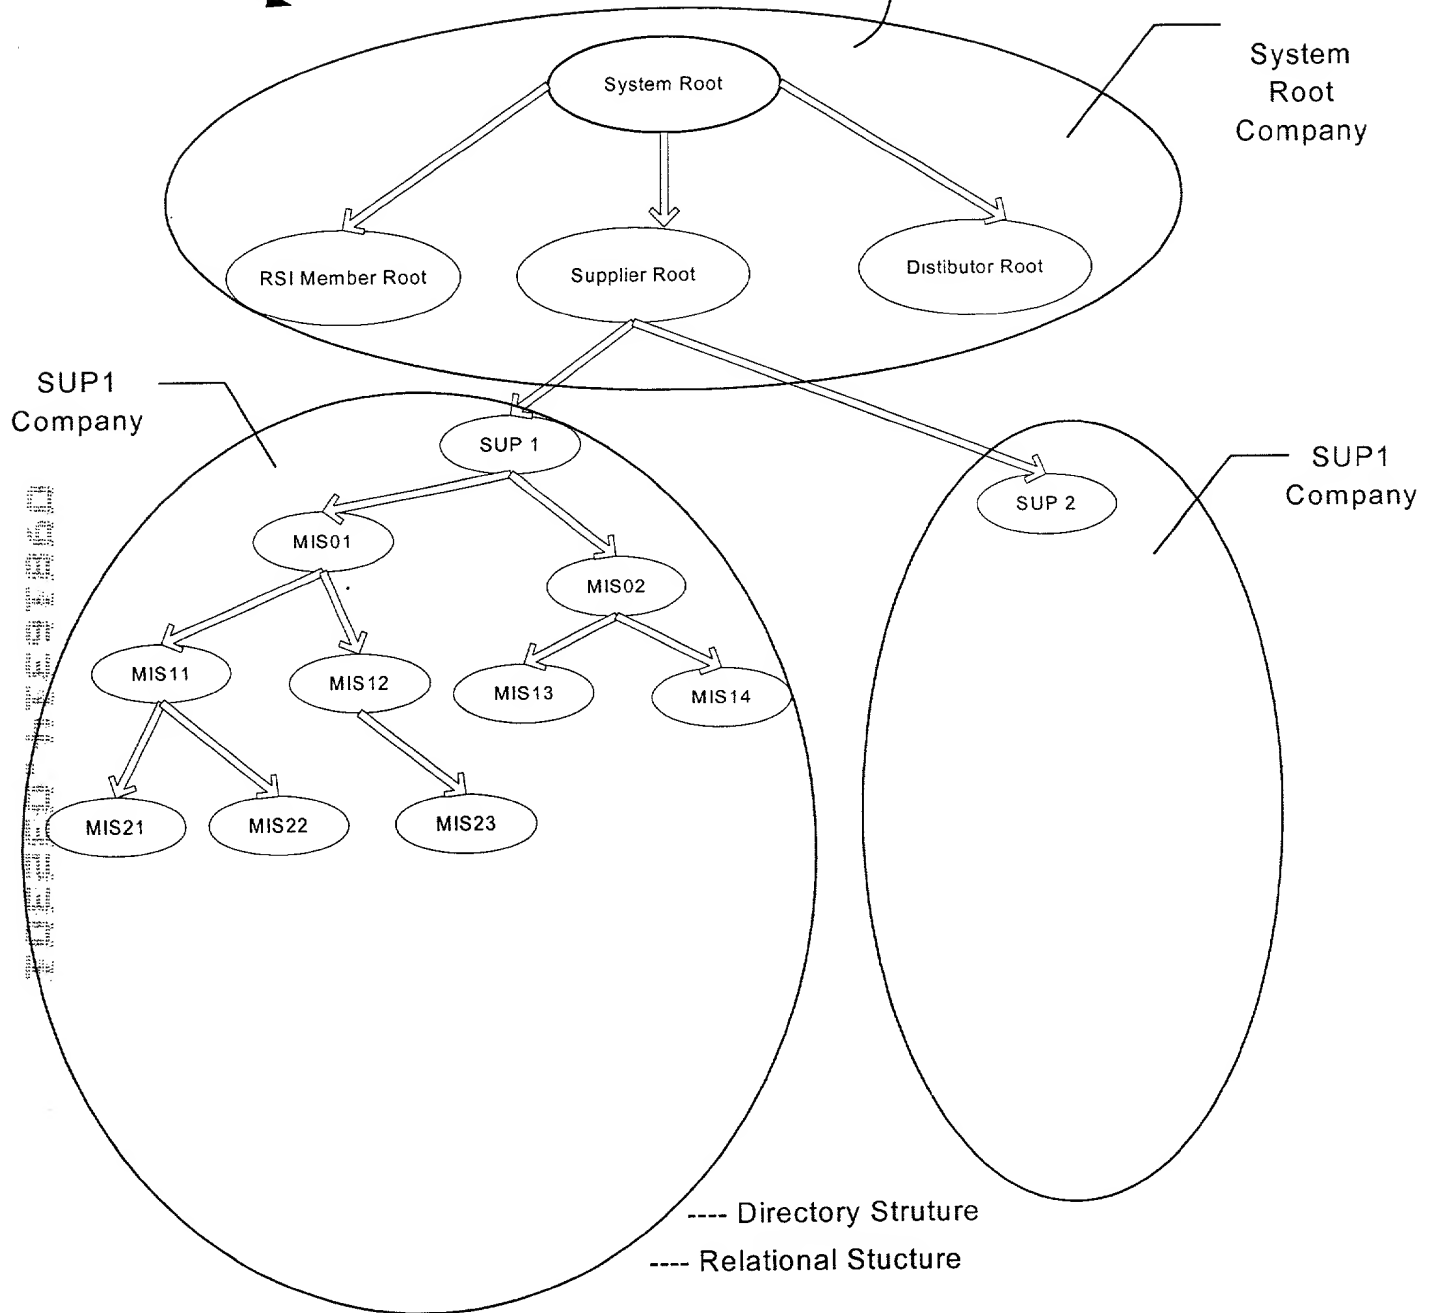 System Root
System
Root
Company
RSI Member Root
Supplier Root
Distibutor Root
SUP1
Company
SUP 1
SUP1
Company
SUP 2
MIS01
MIS02
MIS11
MIS12
MIS13
MIS14
MIS21
MIS22
MIS23
---- Directory Struture
---- Relational Stucture